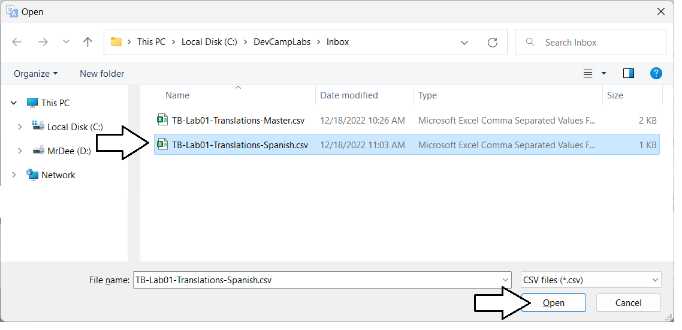 Open
This PC > Local Disk (C:) > DevCampLabs > Inbox
Search Inbox
Organize New folder
Name Date modified Type Size
This PC
Local Disk (C:)
MrDee (D:)
Network
TB-Lab01-Translations-Master.csv 12/18/2022 10:26 AM Microsoft Excel Comma Separated Values F... 2 KB
TB-Lab01-Translations-Spanish.csv 12/18/2022 11:03 AM Microsoft Excel Comma Separated Values F... 1 KB
File name: TB-Lab01-Translations-Spanish.csv CSV files (*.csv)
Open Cancel